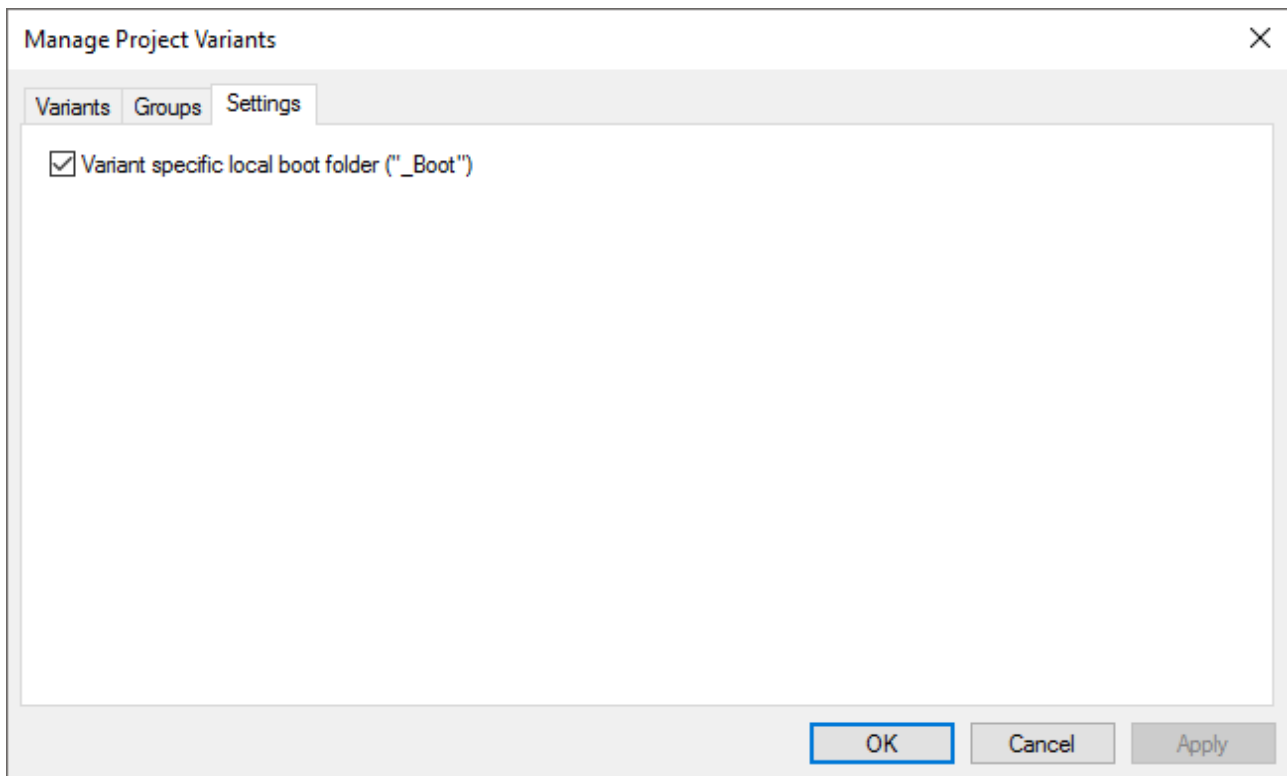 Manage Project Variants
Variants Groups Settings
Variant specific local boot folder ("_Boot")
OK Cancel Apply